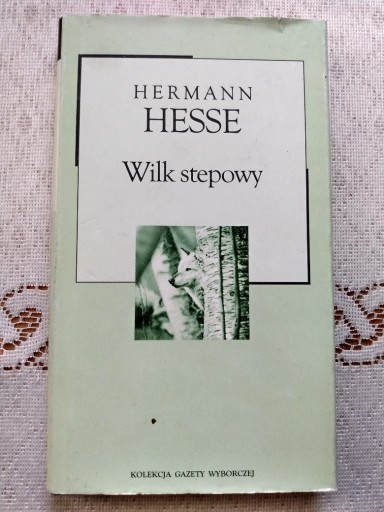 HERMANN
HESSE
Wilk stepowy
KOLEKCJA GAZETY WYBORCZEJ